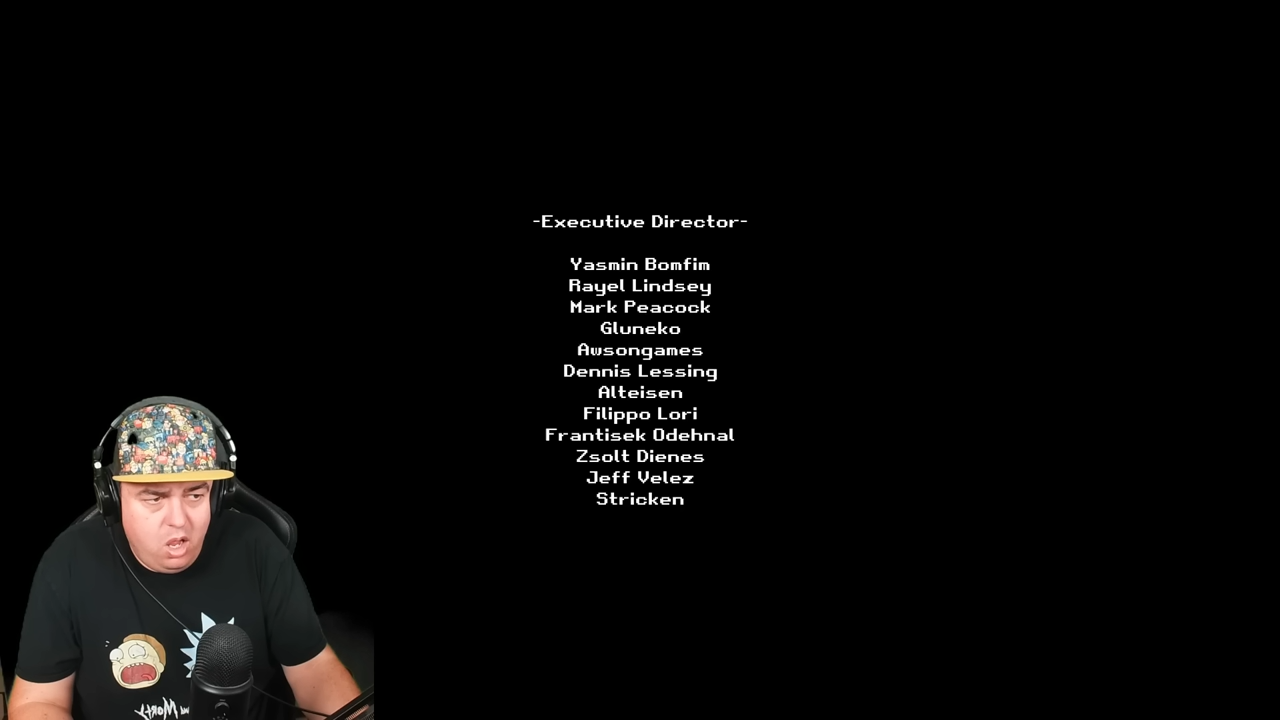 -Executive Director-
Yasmin Bomfim
Rayel Lindsey
Mark Peacock
Gluneko
Awsongames
Dennis Lessing
Alteisen
Filippo Lori
Frantisek Odehnal
Zsolt Dienes
Jeff Velez
Stricken
Morty